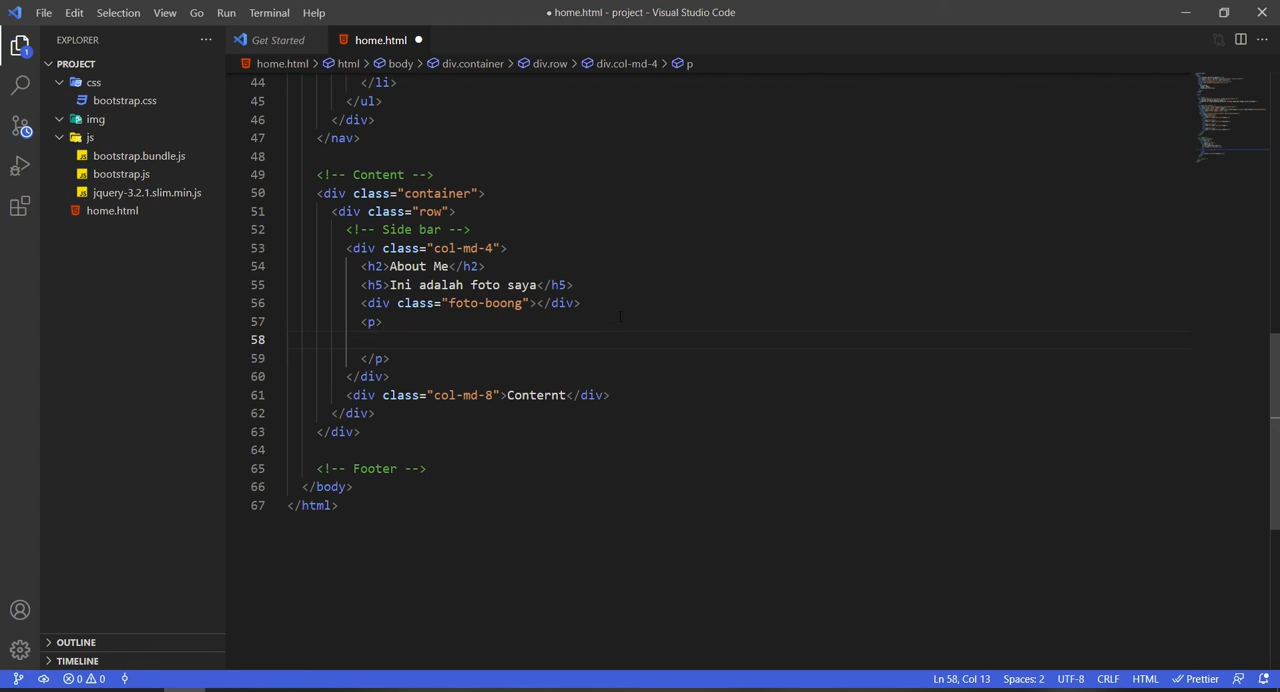 File Edit Selection View Go Run Terminal Help
● home.html - project - Visual Studio Code
EXPLORER
Get Started
home.html
PROJECT
css
bootstrap.css
img
js
bootstrap.bundle.js
bootstrap.js
jquery-3.2.1.slim.min.js
home.html
home.html > html > body > div.container > div.row > div.col-md-4 > p
44 </li>
45 </ul>
46 </div>
47 </nav>
48
49 <!-- Content -->
50 <div class="container">
51 <div class="row">
52 <!-- Side bar -->
53 <div class="col-md-4">
54 <h2>About Me</h2>
55 <h5>Ini adalah foto saya</h5>
56 <div class="foto-boong"></div>
57 <p>
58
59 </p>
60 </div>
61 <div class="col-md-8">Conternt</div>
62 </div>
63 </div>
64
65 <!-- Footer -->
66 </body>
67 </html>
1
OUTLINE
TIMELINE
0 0
Ln 58, Col 13 Spaces: 2 UTF-8 CRLF HTML Prettier